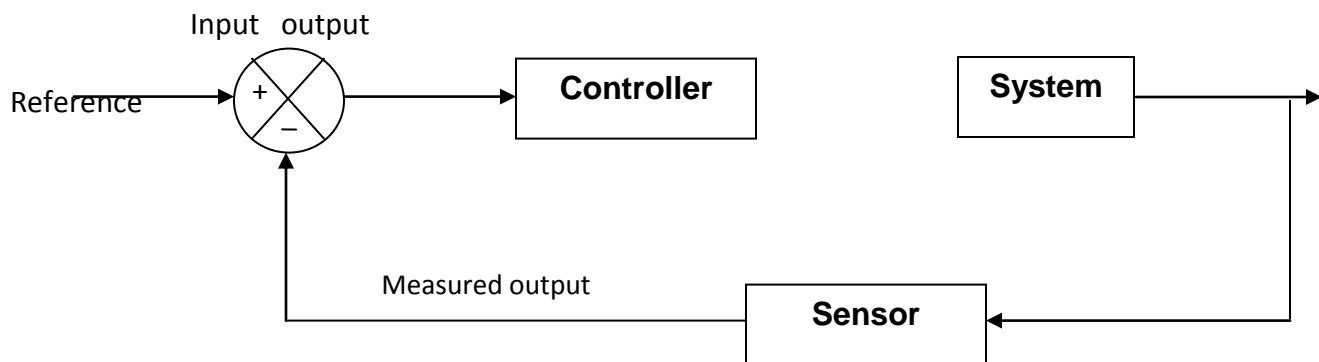 Input output
Reference
+
−
Controller
System
Measured output
Sensor